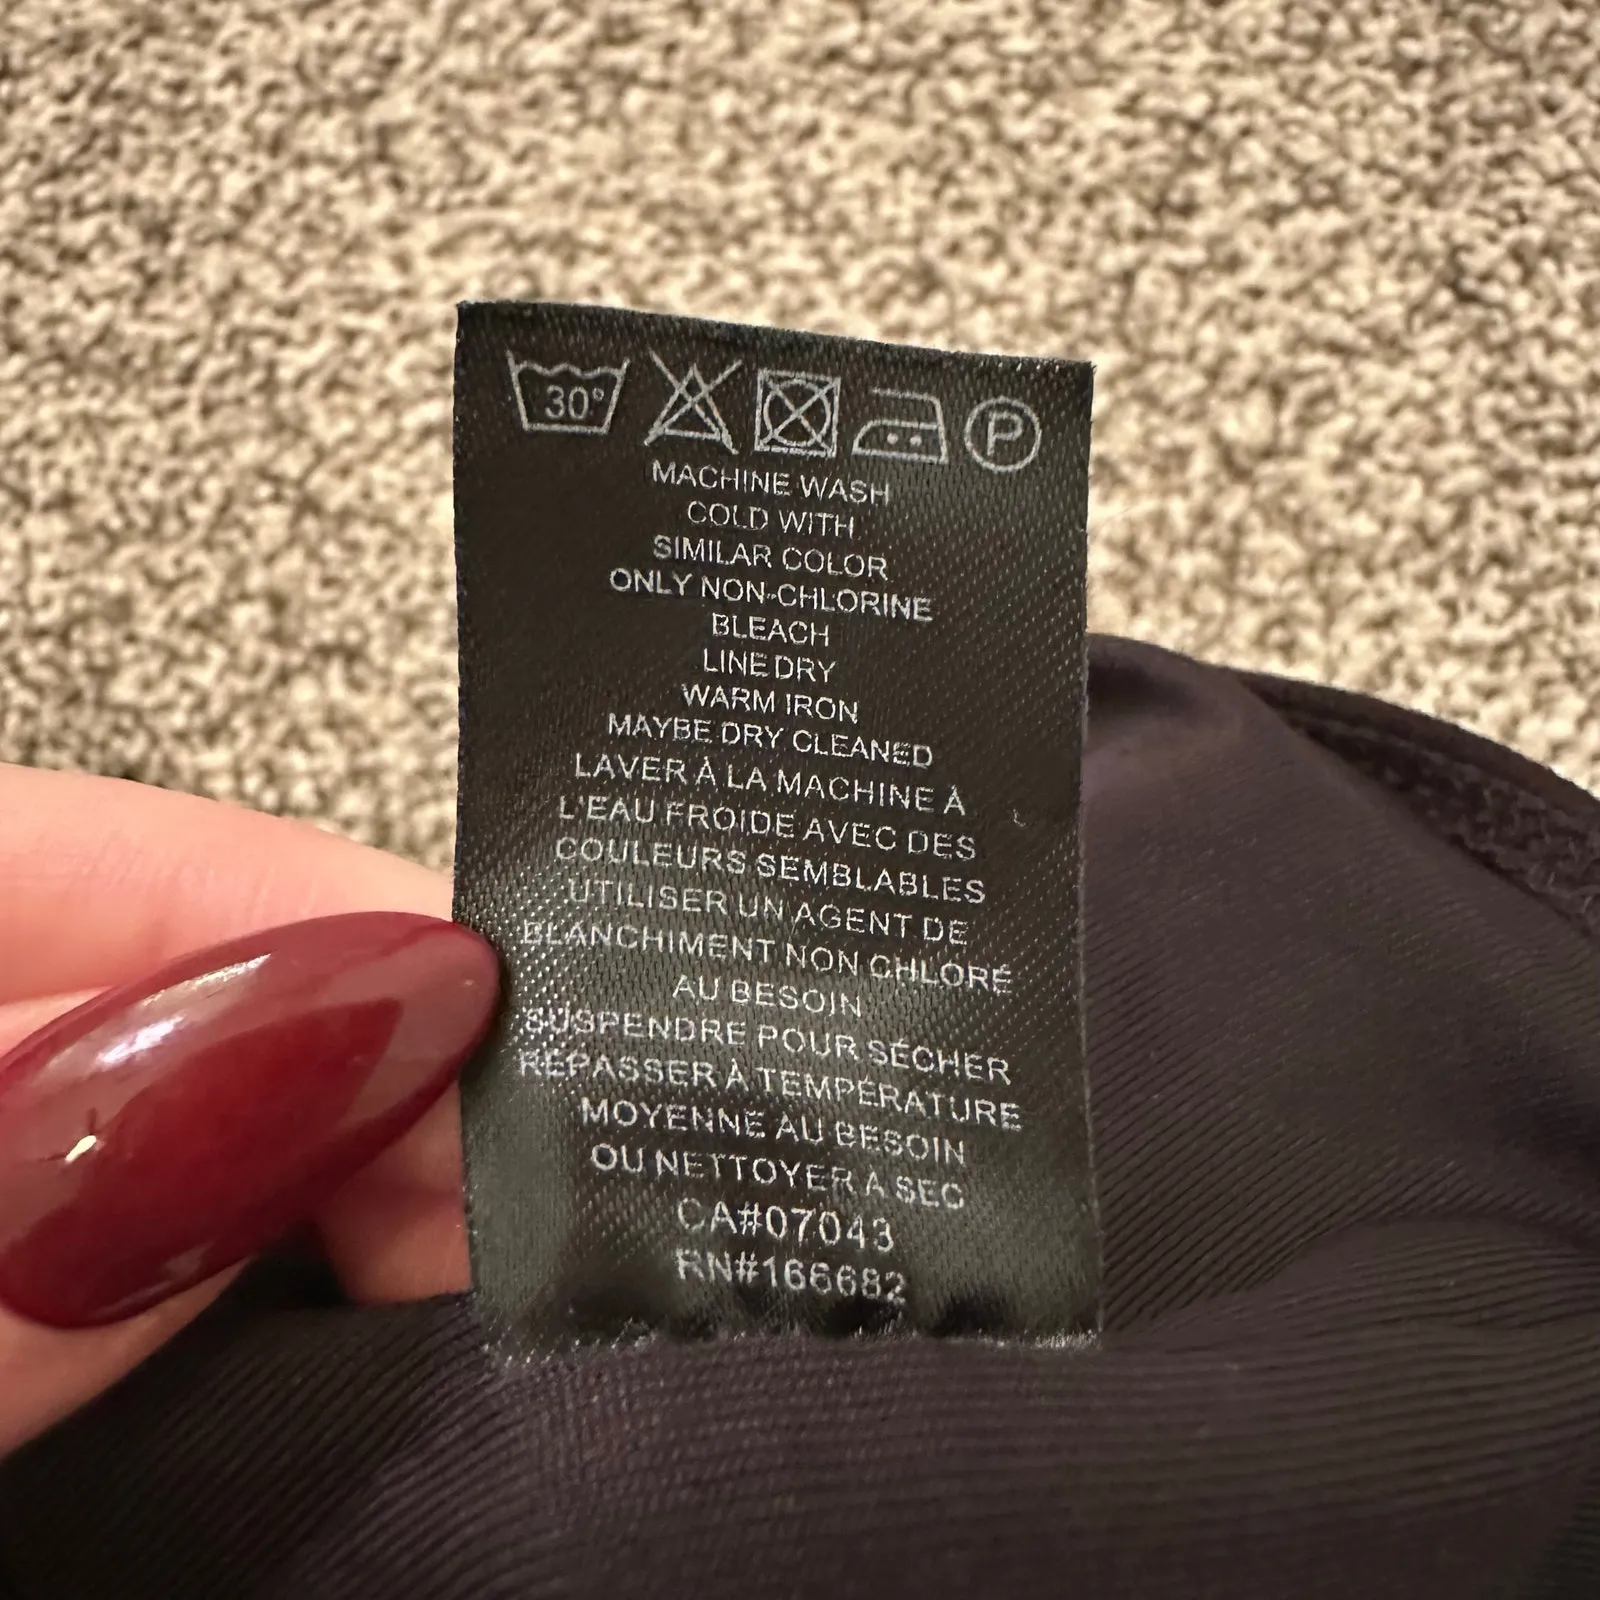 30° P
MACHINE WASH
COLD WITH
SIMILAR COLOR
ONLY NON-CHLORINE
BLEACH
LINE DRY
WARM IRON
MAYBE DRY CLEANED
LAVER À LA MACHINE À
L'EAU FROIDE AVEC DES
COULEURS SEMBLABLES
UTILISER UN AGENT DE
BLANCHIMENT NON CHLORÉ
AU BESOIN
SUSPENDRE POUR SÉCHER
REPASSER À TEMPÉRATURE
MOYENNE AU BESOIN
OU NETTOYER A SEC
CA#07043
RN#166682